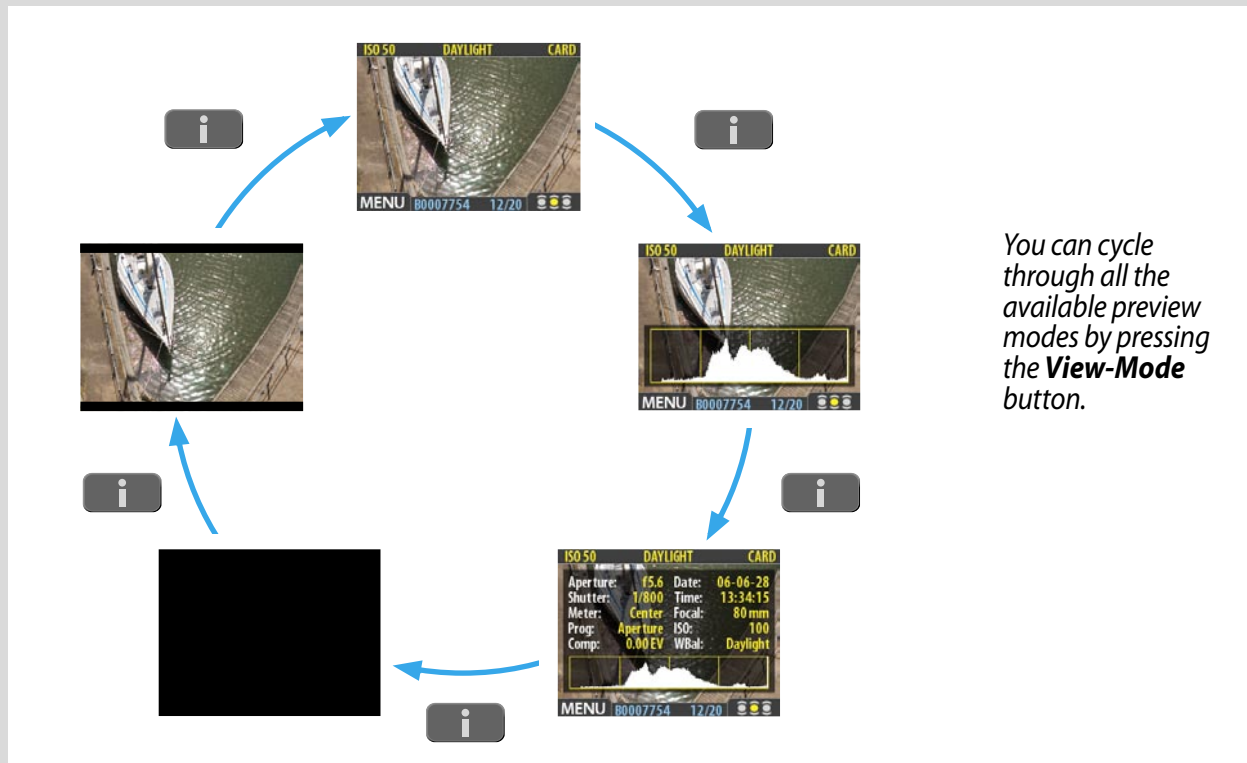 ISO 50 DAYLIGHT CARD
i
i
MENU B0007754 12/20
ISO 50 DAYLIGHT CARD
You can cycle
through all the
available preview
modes by pressing
the View-Mode
button.
MENU B0007754 12/20
i
i
ISO 50 DAYLIGHT CARD
Aperture: f5.6 Date: 06-06-28
Shutter: 1/800 Time: 13:34:15
Meter: Center Focal: 80 mm
Prog: Aperture ISO: 100
Comp: 0.00 EV WBal: Daylight
MENU B0007754 12/20
i